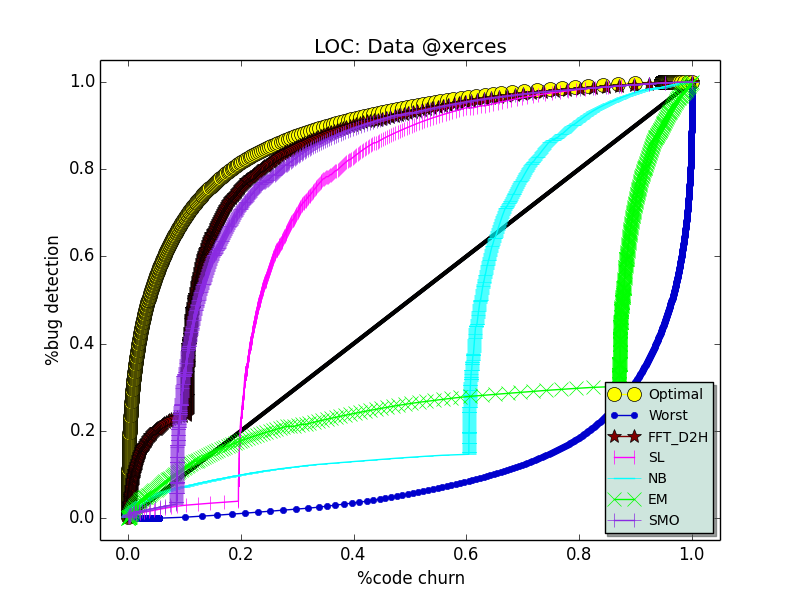 LOC: Data @xerces
1.0
0.8
0.6
0.4
0.2
0.0
%bug detection
0.0 0.2 0.4 0.6 0.8 1.0
%code churn
Optimal
Worst
FFT_D2H
SL
NB
EM
SMO